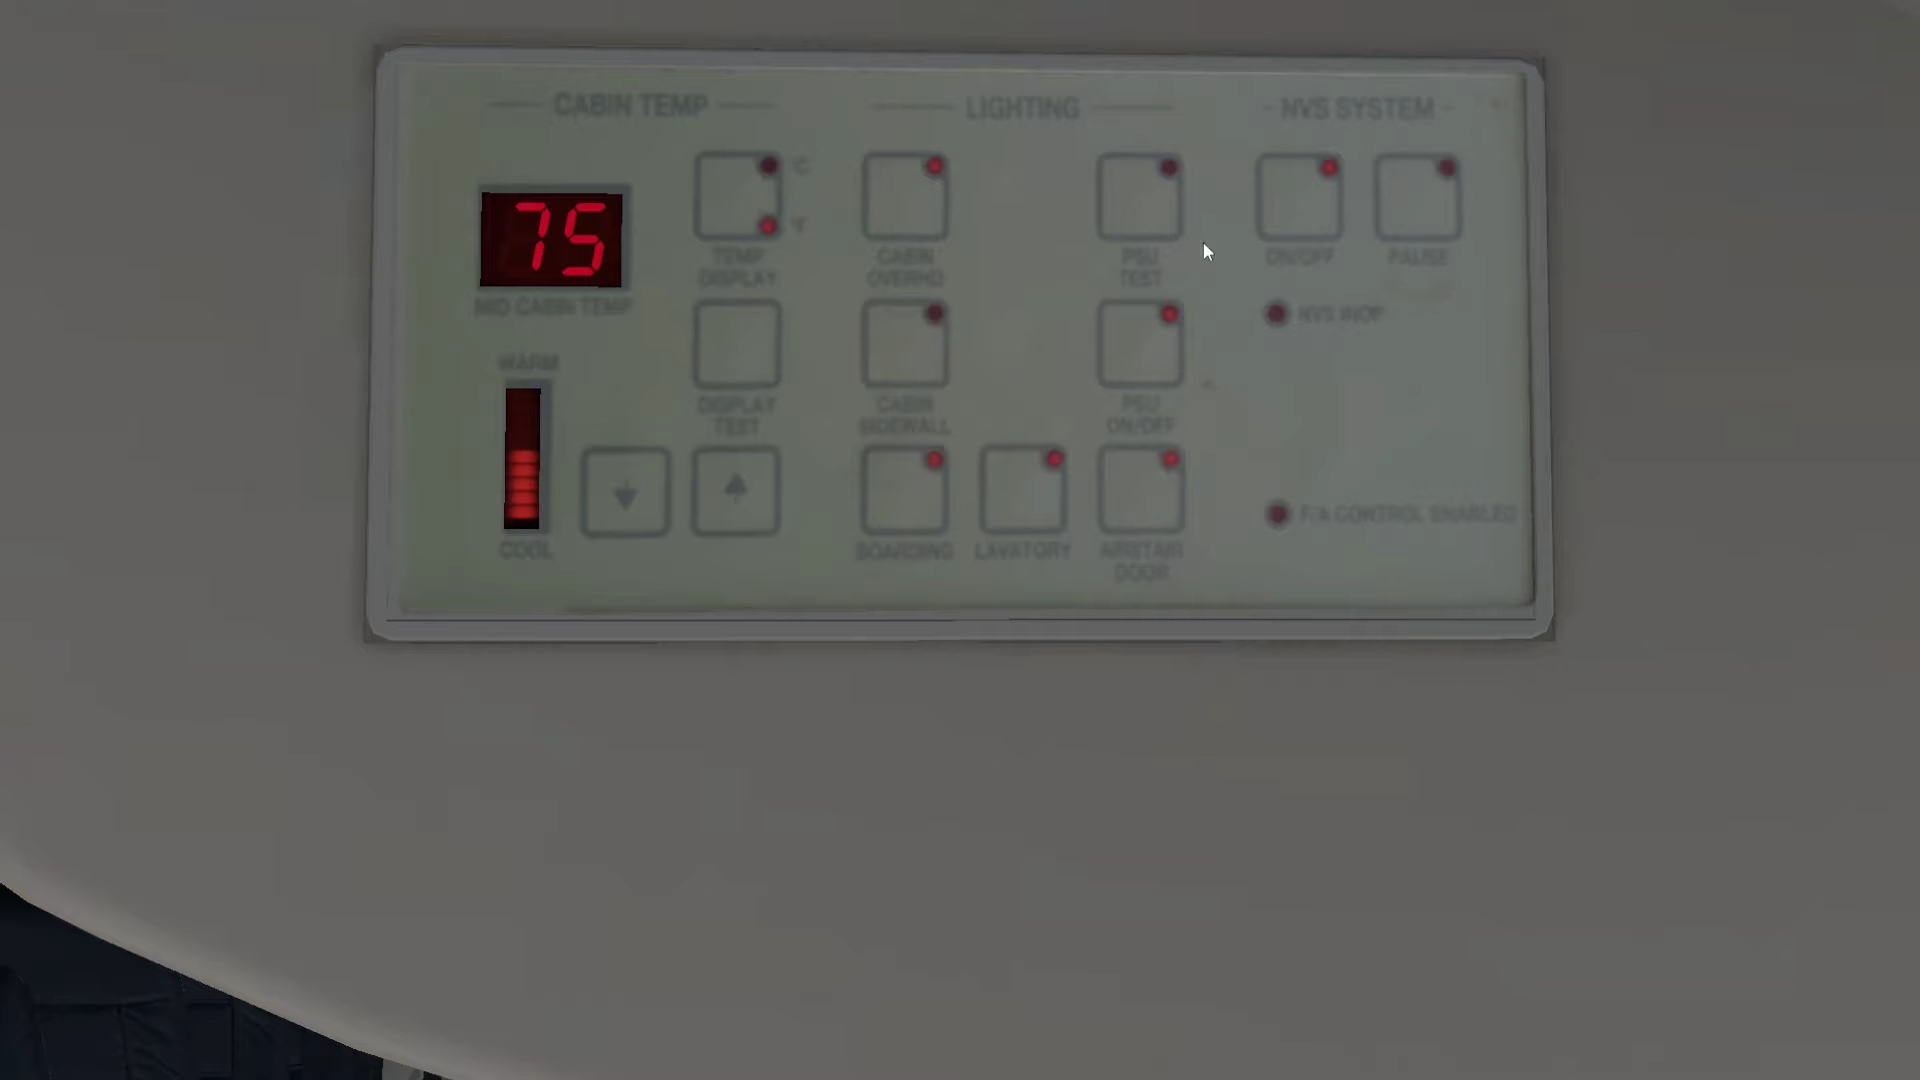 CABIN TEMP
LIGHTING
NVS SYSTEM
C
F
75
TEMP
DISPLAY
CABIN
OVERHD
PSU
TEST
ON/OFF
PAUSE
MID CABIN TEMP
NVS INOP
WARM
DISPLAY
TEST
CABIN
SIDEWALL
PSU
ON/OFF
COOL
BOARDING
LAVATORY
AIRSTAIR
DOOR
F/A CONTROL ENABLED